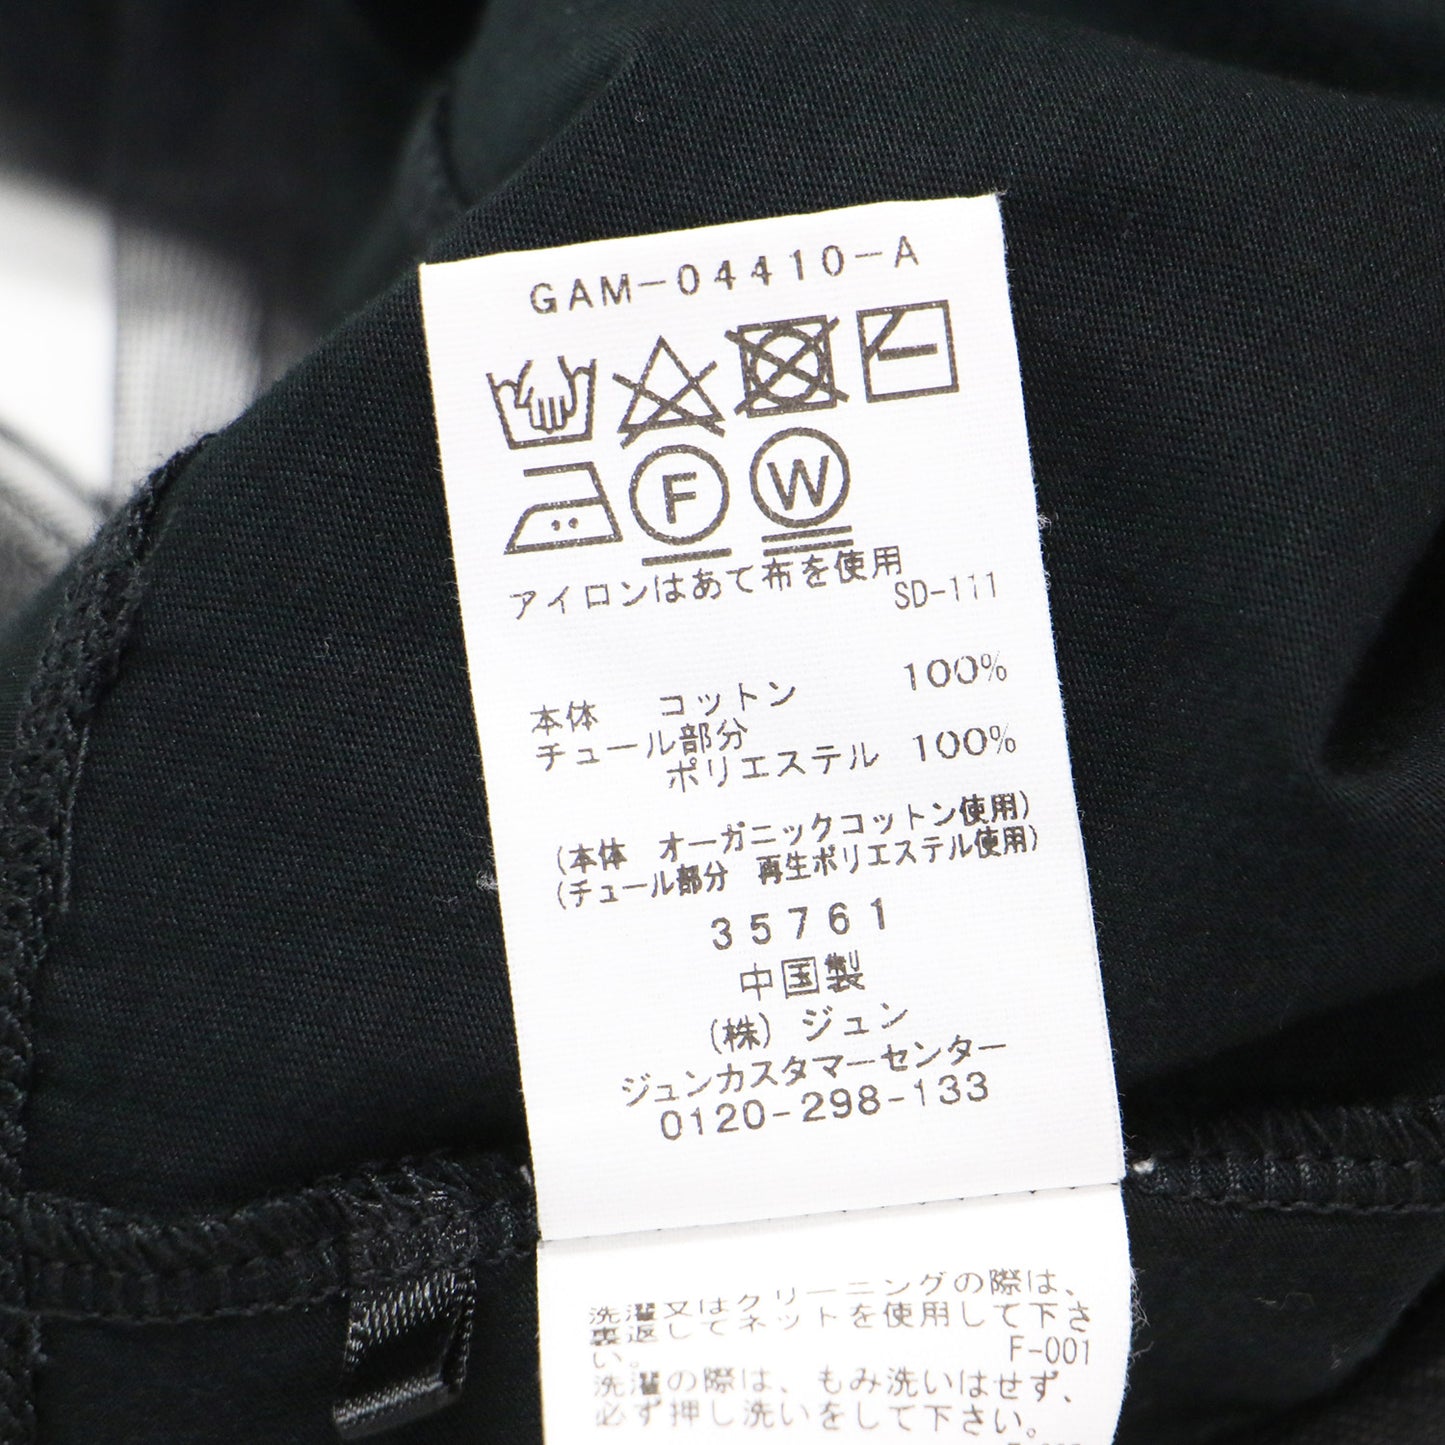 GAM-04410-A
F
W
アイロンはあて布を使用
SD-111
本体 コットン 100%
チュール部分
ポリエステル 100%
(本体 オーガニックコットン使用)
(チュール部分 再生ポリエステル使用)
35761
中国製
(株)ジュン
ジュンカスタマーセンター
0120-298-133
洗濯又はクリーニングの際は、
裏返してネットを使用して下さ
い。
F-001
洗濯の際は、もみ洗いはせず、
必ず押し洗いをして下さい。